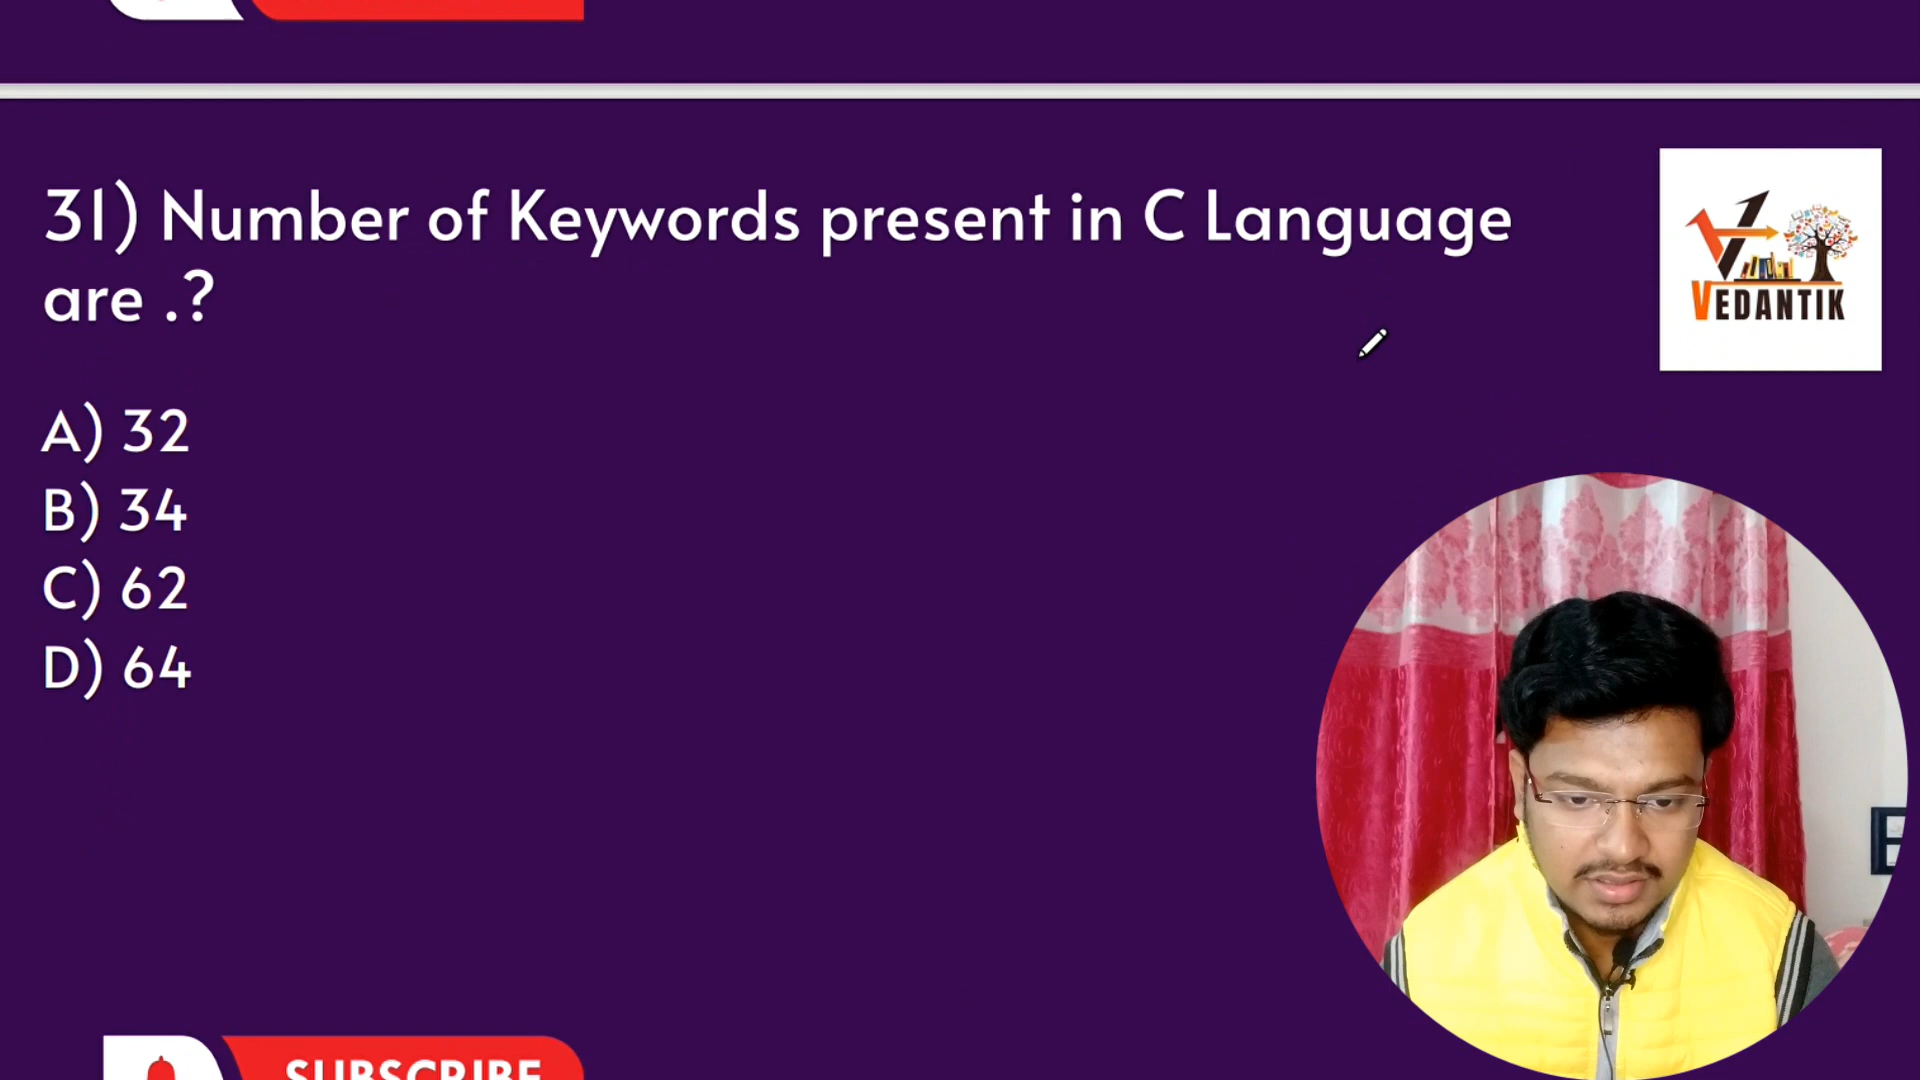 31) Number of Keywords present in C Language
are .?
VEDANTIK
A) 32
B) 34
C) 62
D) 64
SUBSCRIBE